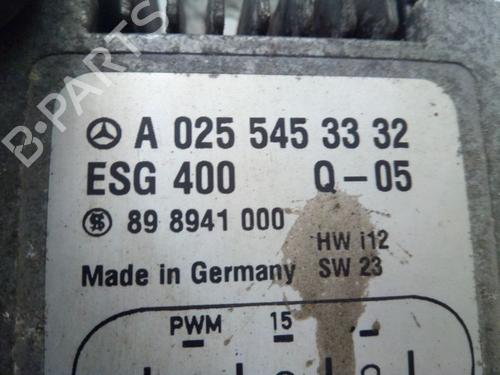 A 025 545 33 32
ESG 400 Q-05
89 8941 000
HW i12
Made in Germany SW 23
PWM 15 -
B-PARTS